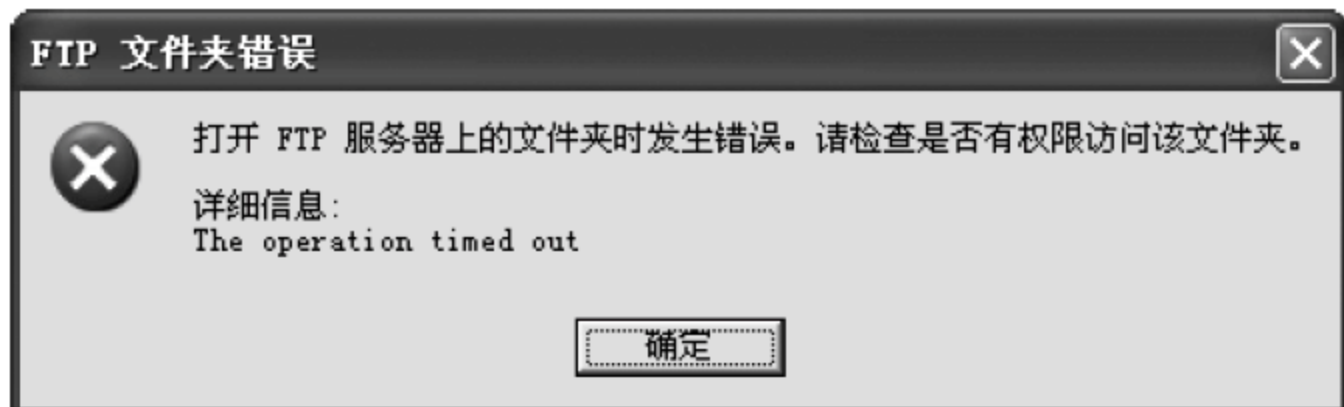 FTP 文件夹错误
打开 FTP 服务器上的文件夹时发生错误。请检查是否有权限访问该文件夹。
详细信息:
The operation timed out
确定